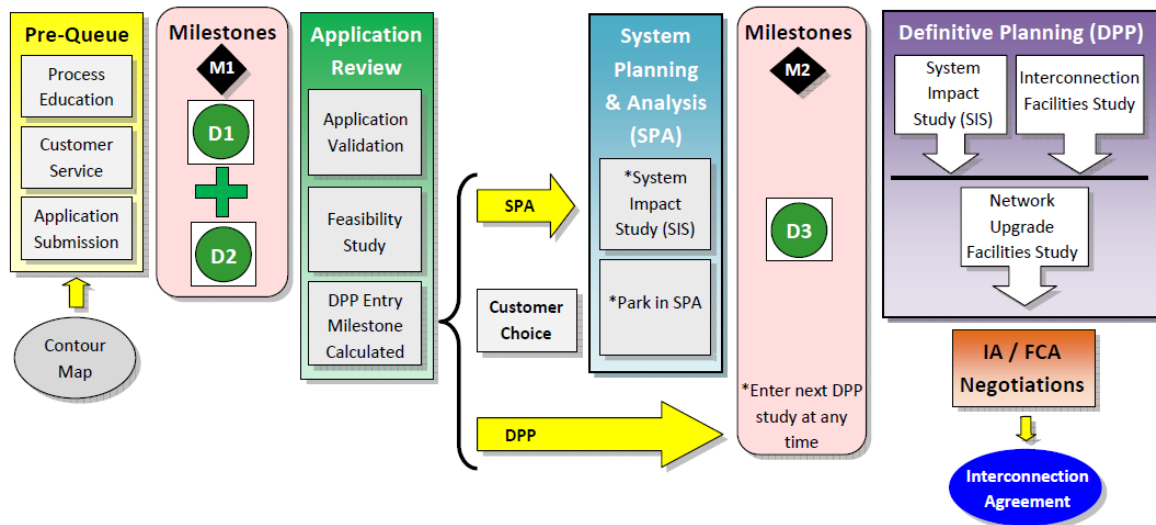 Pre-Queue
Process
Education
Customer
Service
Application
Submission
Contour
Map
Milestones
M1
D1
D2
Application
Review
Application
Validation
Feasibility
Study
DPP Entry
Milestone
Calculated
SPA
Customer
Choice
DPP
System
Planning
& Analysis
(SPA)
*System
Impact
Study (SIS)
*Park in SPA
Milestones
M2
D3
*Enter next DPP
study at any
time
Definitive Planning (DPP)
System
Impact
Study (SIS)
Interconnection
Facilities Study
Network
Upgrade
Facilities Study
IA / FCA
Negotiations
Interconnection
Agreement